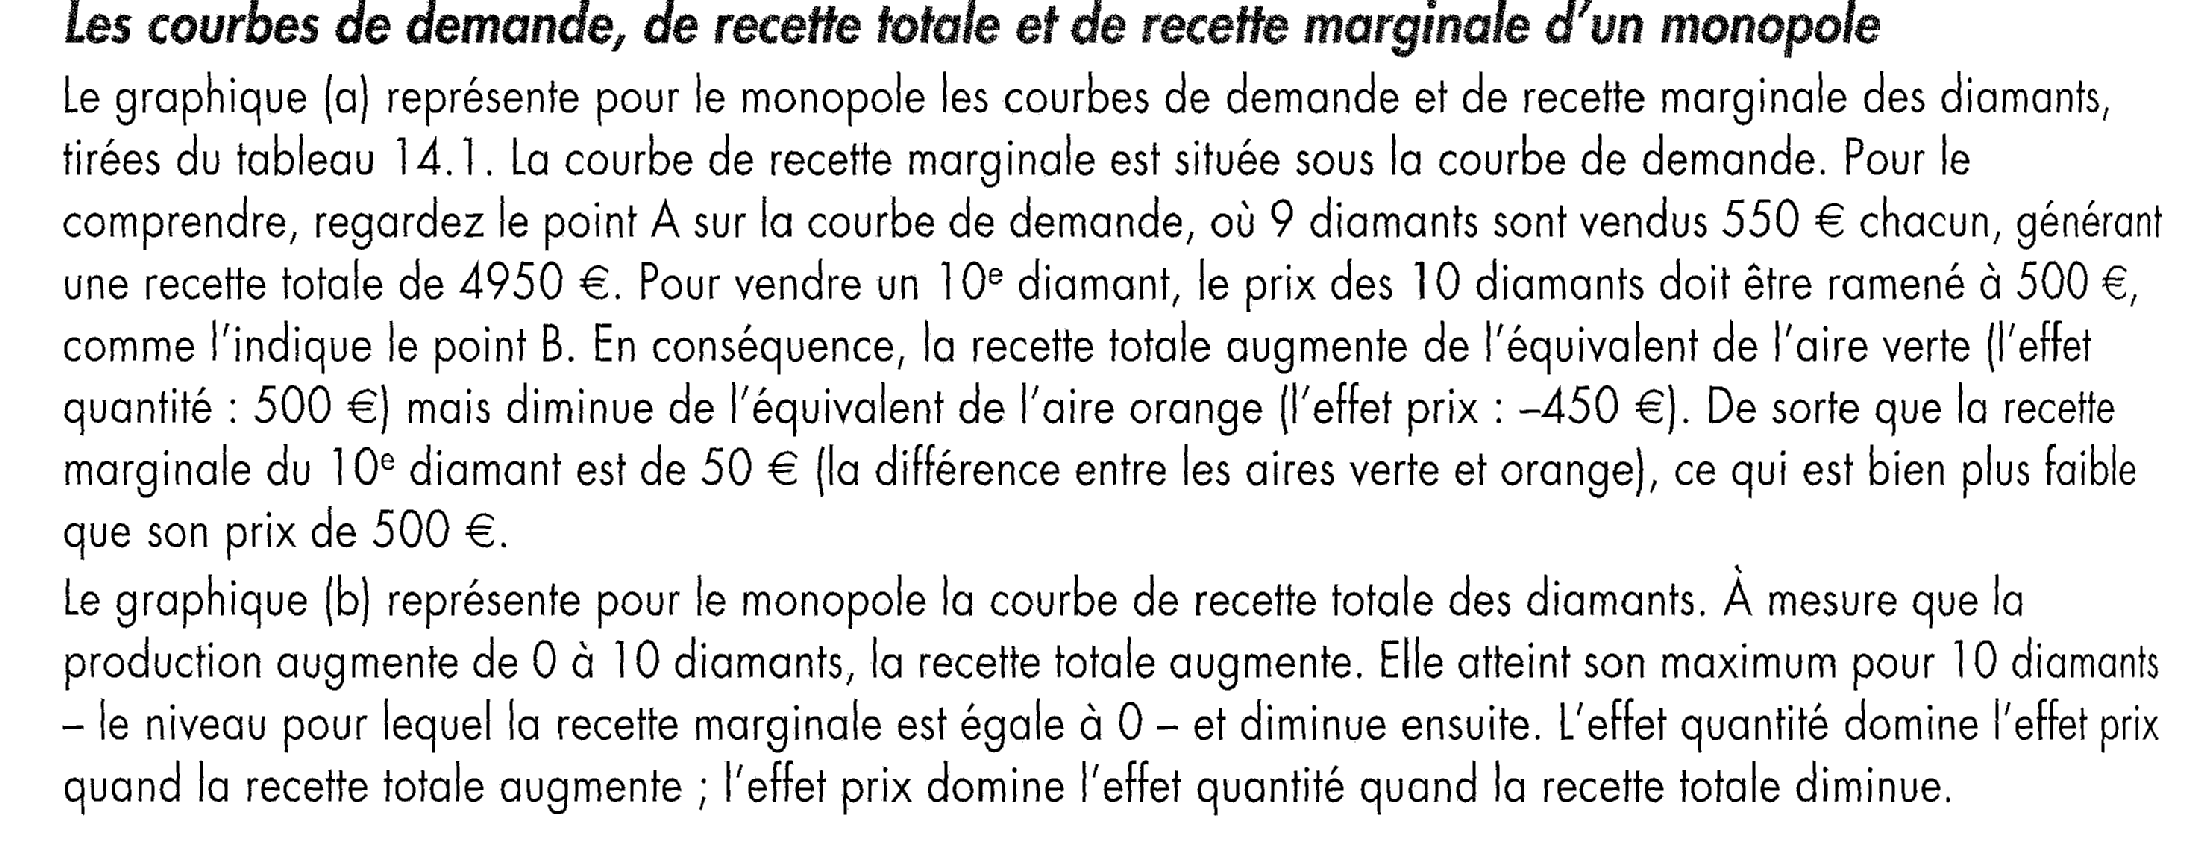 Les courbes de demande, de recette totale et de recette marginale d'un monopole
Le graphique (a) représente pour le monopole les courbes de demande et de recette marginale des diamants,
tirées du tableau 14.1. La courbe de recette marginale est située sous la courbe de demande. Pour le
comprendre, regardez le point A sur la courbe de demande, où 9 diamants sont vendus 550 € chacun, générant
une recette totale de 4950 €. Pour vendre un 10e diamant, le prix des 10 diamants doit être ramené à 500 €,
comme l'indique le point B. En conséquence, la recette totale augmente de l'équivalent de l'aire verte (l'effet
quantité : 500 €) mais diminue de l'équivalent de l'aire orange (l'effet prix : –450 €). De sorte que la recette
marginale du 10e diamant est de 50 € (la différence entre les aires verte et orange), ce qui est bien plus faible
que son prix de 500 €.
Le graphique (b) représente pour le monopole la courbe de recette totale des diamants. À mesure que la
production augmente de 0 à 10 diamants, la recette totale augmente. Elle atteint son maximum pour 10 diamants
– le niveau pour lequel la recette marginale est égale à 0 – et diminue ensuite. L'effet quantité domine l'effet prix
quand la recette totale augmente ; l'effet prix domine l'effet quantité quand la recette totale diminue.